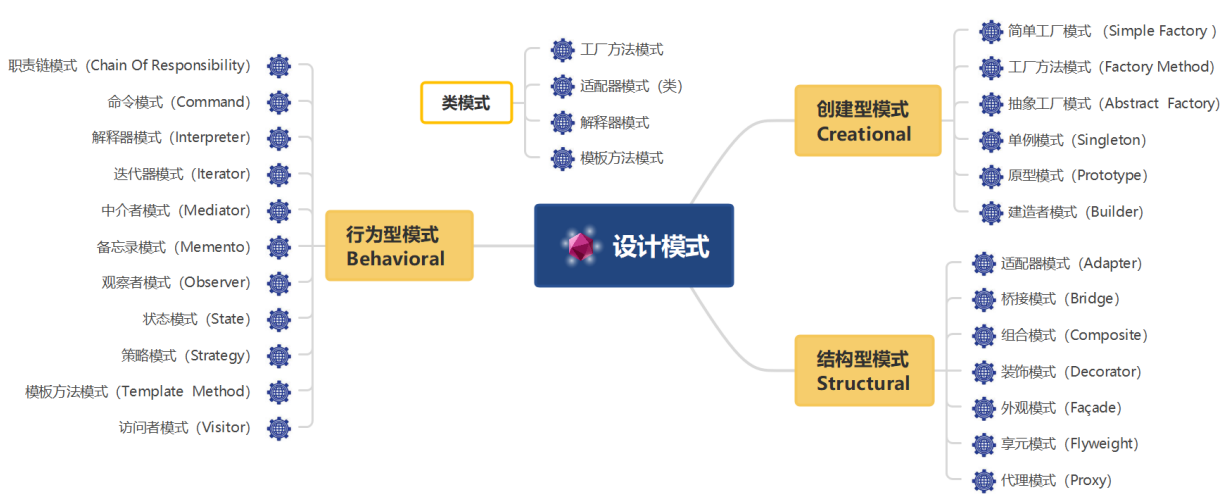 设计模式
创建型模式
Creational
简单工厂模式 （Simple Factory ）
工厂方法模式（Factory Method）
抽象工厂模式（Abstract  Factory）
单例模式（Singleton）
原型模式（Prototype）
建造者模式（Builder）
结构型模式
Structural
适配器模式（Adapter）
桥接模式（Bridge）
组合模式（Composite）
装饰模式（Decorator）
外观模式（Façade）
享元模式（Flyweight）
代理模式（Proxy）
行为型模式
Behavioral
职责链模式（Chain Of Responsibility）
命令模式（Command）
解释器模式（Interpreter）
迭代器模式（Iterator）
中介者模式（Mediator）
备忘录模式（Memento）
观察者模式（Observer）
状态模式（State）
策略模式（Strategy）
模板方法模式（Template  Method）
访问者模式（Visitor）
类模式
工厂方法模式
适配器模式（类）
解释器模式
模板方法模式